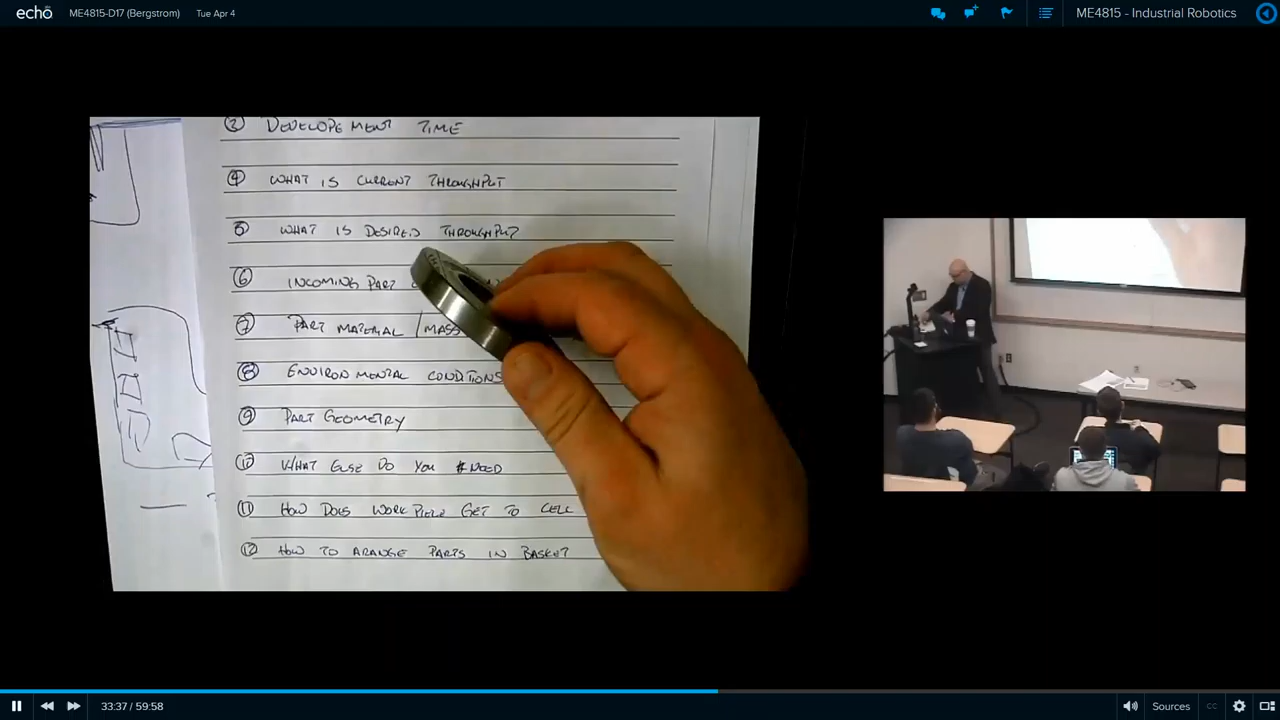 echo
ME4815-D17 (Bergstrom)
Tue Apr 4
ME4815 - Industrial Robotics
DEVELOPEMENT TIME
④ WHAT IS CURRENT THROUGHPUT
⑤ WHAT IS DESIRED THROUGHPUT
⑥ INCOMING PART
⑦ PART MATERIAL / MASS
⑧ ENVIRONMENTAL CONDITIONS
⑨ PART GEOMETRY
⑩ WHAT ELSE DO YOU NEED
⑪ HOW DOES WORK PIECE GET TO CELL
⑫ HOW TO ARANGE PARTS IN BASKET
33:37 / 59:58
Sources
CC